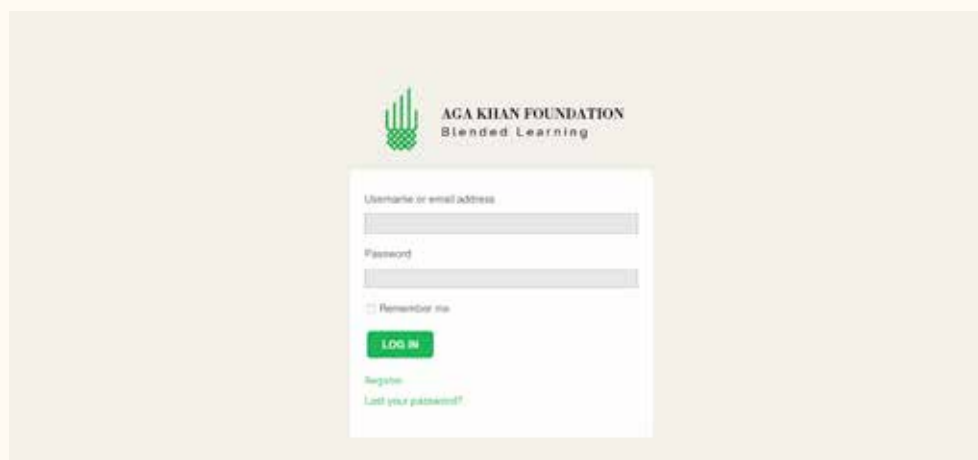 AGA KHAN FOUNDATION
Blended Learning
Username or email address
Password
Remember me
LOG IN
Register
Lost your password?